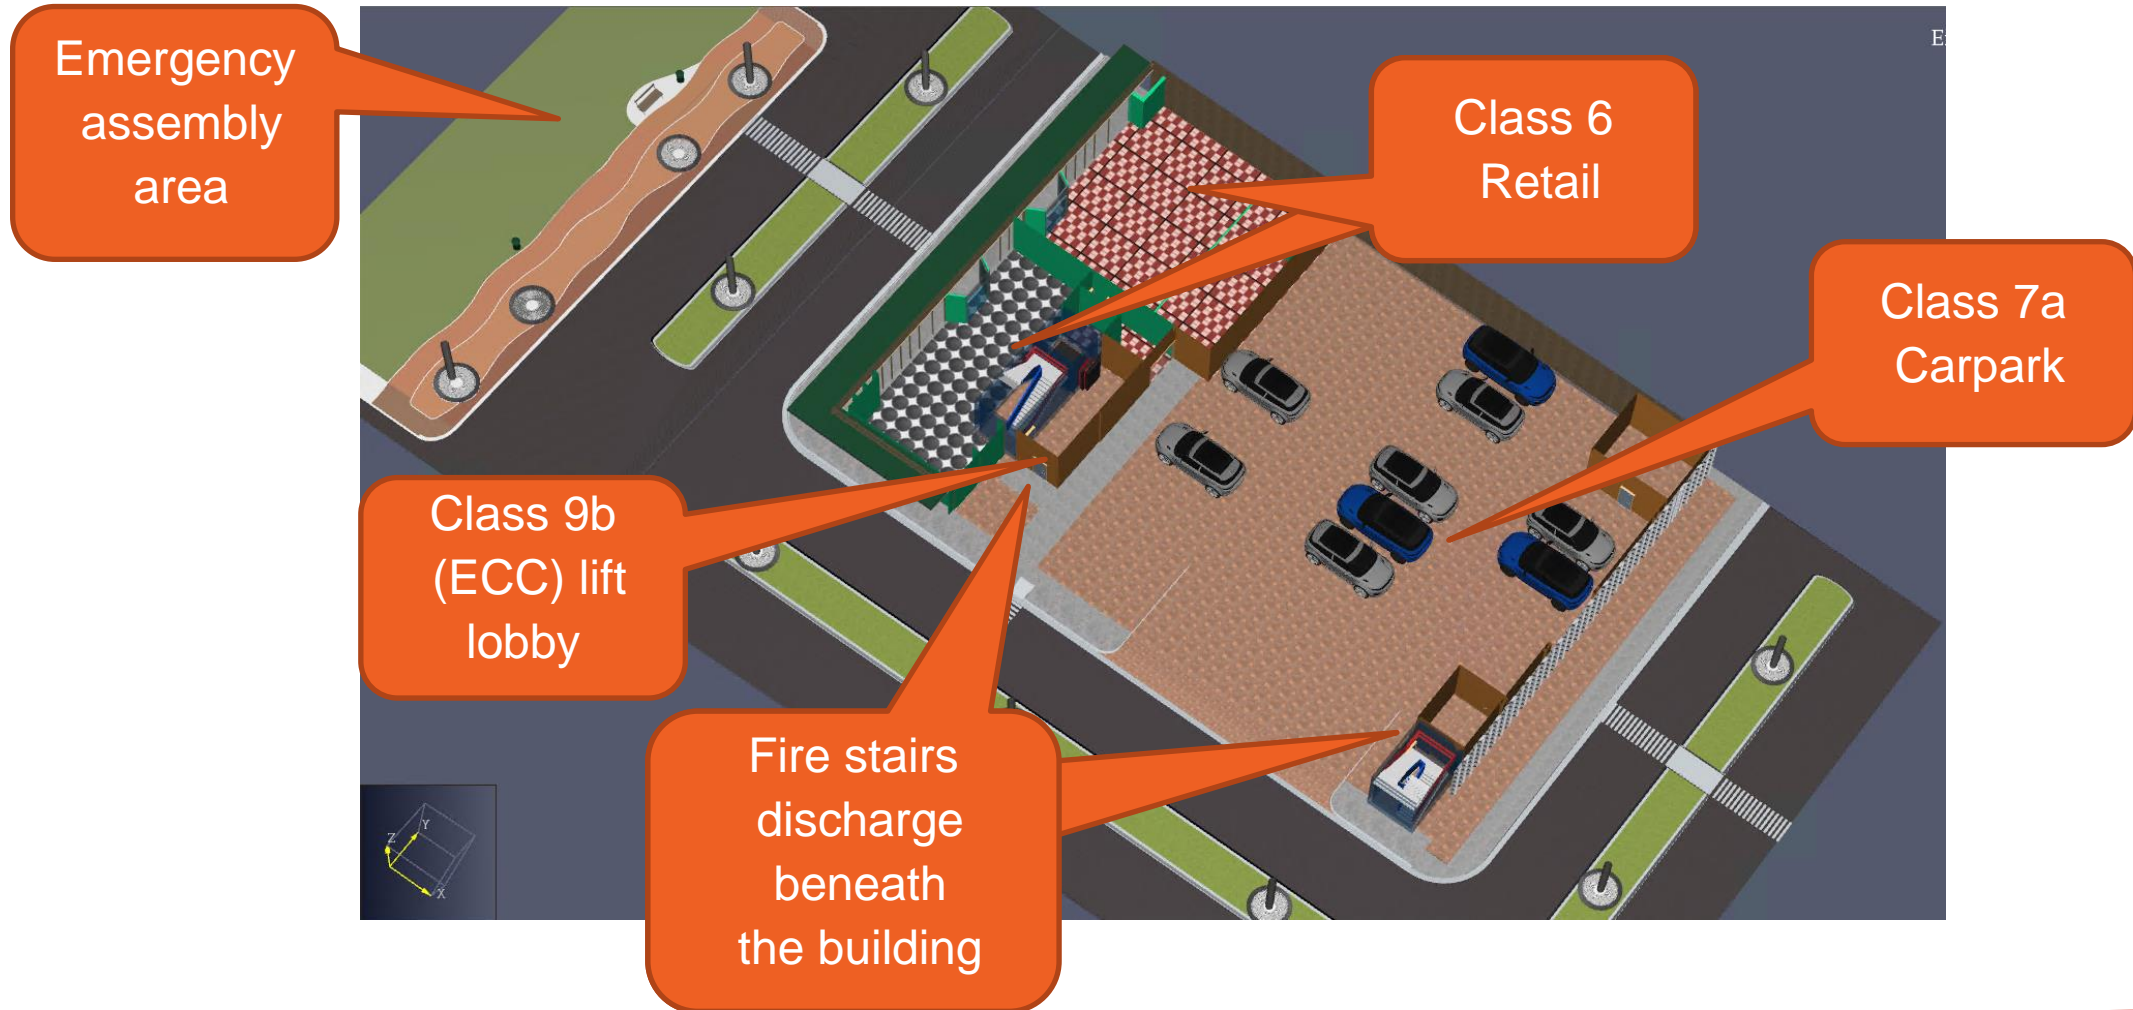 Emergency
assembly
area
Class 6
Retail
Class 7a
Carpark
Class 9b
(ECC) lift
lobby
Fire stairs
discharge
beneath
the building
Z
Y
X